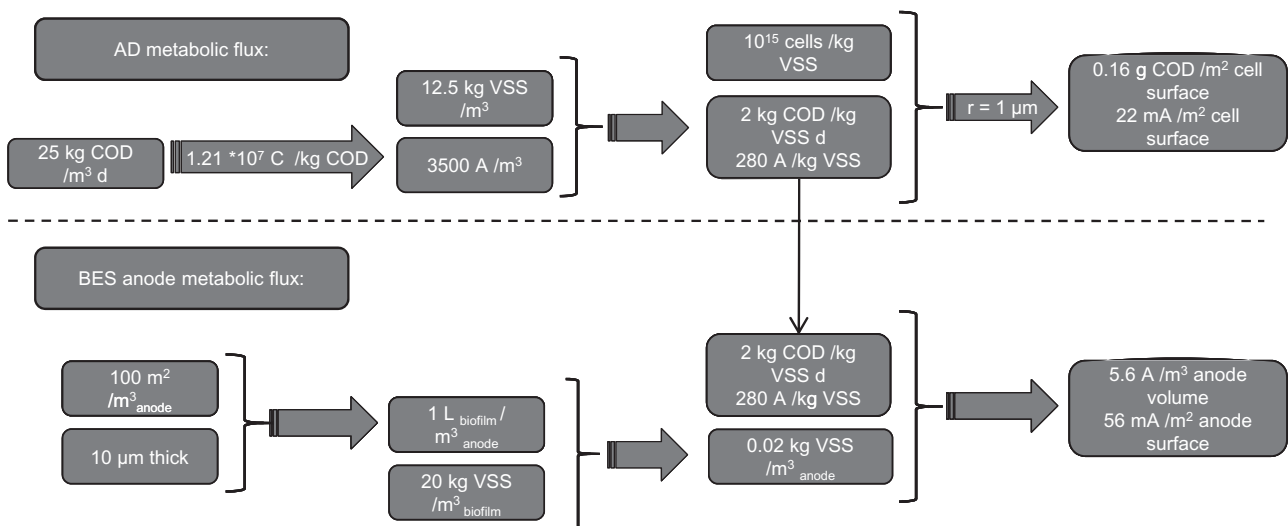 AD metabolic flux:
25 kg COD
/m³ d
1.21 *10⁷ C /kg COD
12.5 kg VSS
/m³
3500 A /m³
10¹⁵ cells /kg
VSS
2 kg COD /kg
VSS d
280 A /kg VSS
r = 1 µm
0.16 g COD /m² cell
surface
22 mA /m² cell
surface
BES anode metabolic flux:
100 m²
/m³anode
10 µm thick
1 L biofilm /
m³ anode
20 kg VSS
/m³ biofilm
2 kg COD /kg
VSS d
280 A /kg VSS
0.02 kg VSS
/m³ anode
5.6 A /m³ anode
volume
56 mA /m² anode
surface